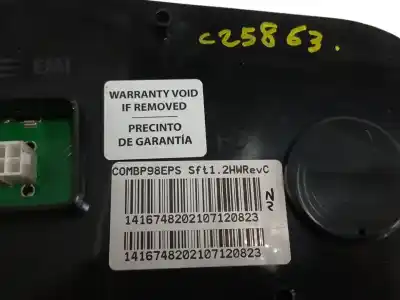 c25863.
EMI
WARRANTY VOID
IF REMOVED
PRECINTO
DE GARANTÍA
COMBP98EPS Sft1.2HWRevC
1416748202107120823
1416748202107120823